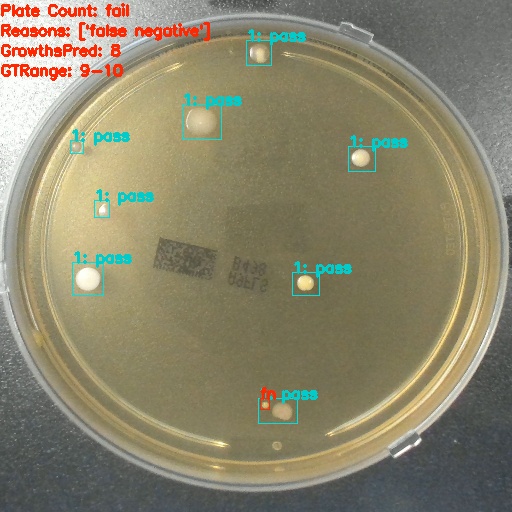 Plate Count: fail
Reasons: ['false negative']
GrowthsPred: 8
GTRange: 9-10
1: pass
1: pass
1: pass
1: pass
1: pass
1: pass
1: pass
fn pass